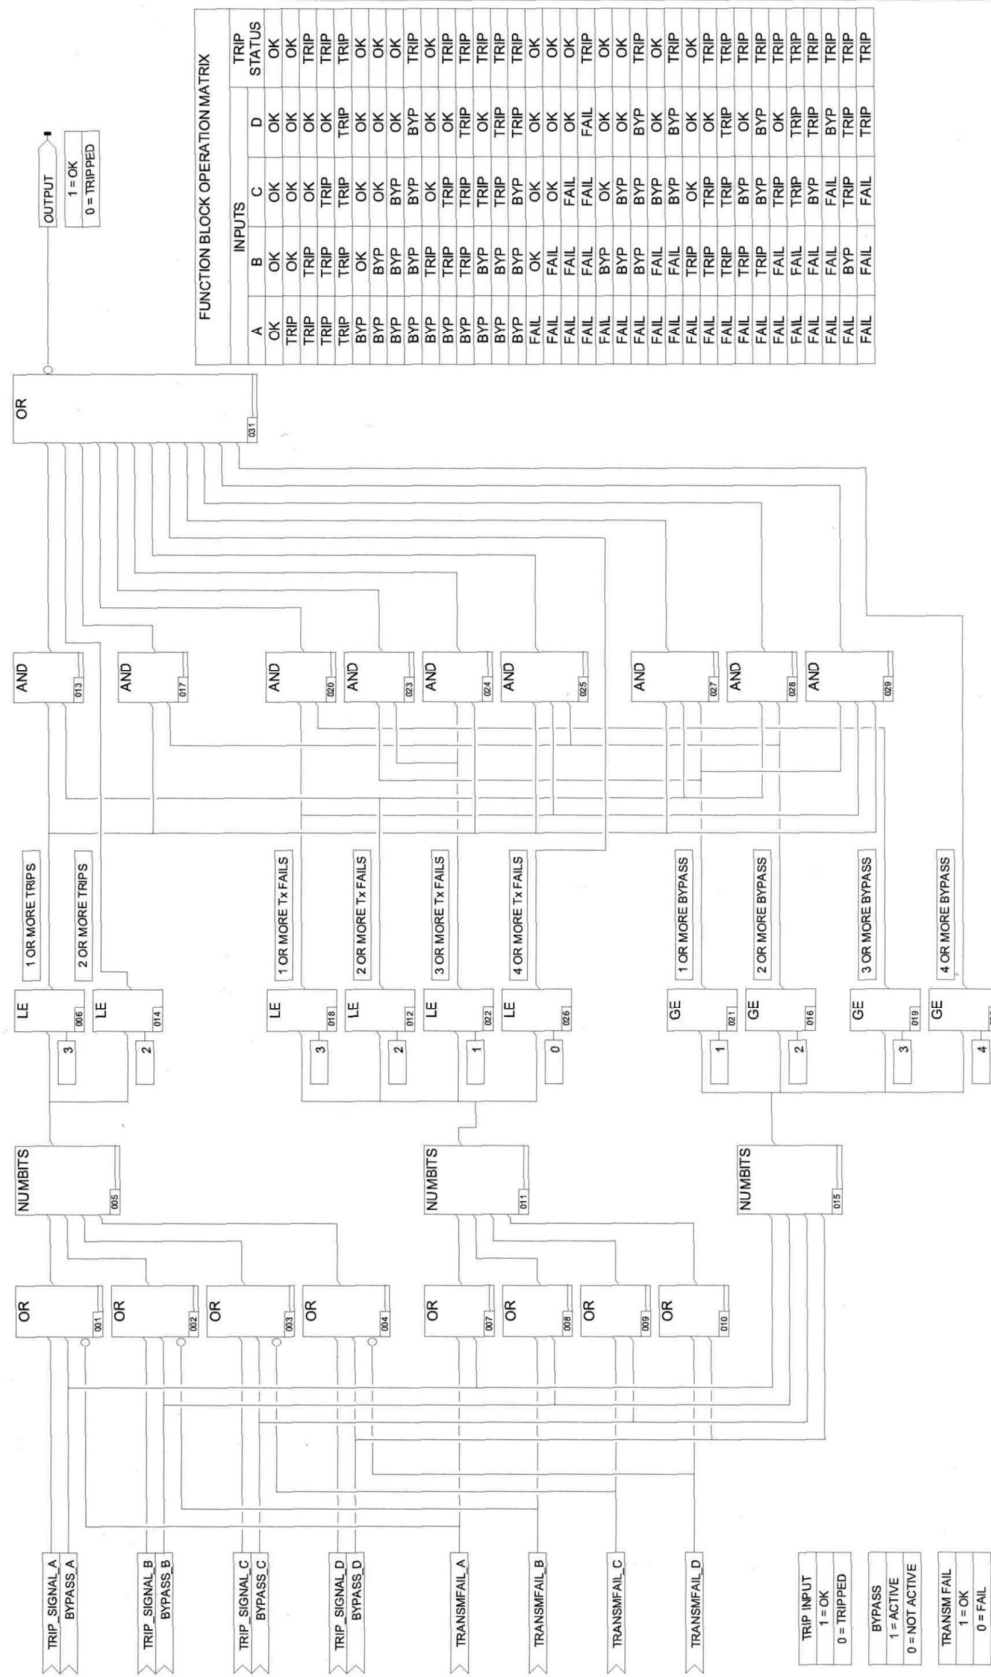 TRIP_SIGNAL_A
BYPASS_A
TRIP_SIGNAL_B
BYPASS_B
TRIP_SIGNAL_C
BYPASS_C
TRIP_SIGNAL_D
BYPASS_D
TRANSMFAIL_A
TRANSMFAIL_B
TRANSMFAIL_C
TRANSMFAIL_D
TRIP INPUT
1 = OK
0 = TRIPPED
BYPASS
1 = ACTIVE
0 = NOT ACTIVE
TRANSM FAIL
1 = OK
0 = FAIL
OR
001
OR
002
OR
003
OR
004
OR
007
OR
008
OR
009
OR
010
NUMBITS
005
NUMBITS
011
NUMBITS
015
LE
3
006
LE
2
014
LE
3
018
LE
2
012
LE
1
022
LE
0
026
GE
1
021
GE
2
016
GE
3
019
GE
4
1 OR MORE TRIPS
2 OR MORE TRIPS
1 OR MORE Tx FAILS
2 OR MORE Tx FAILS
3 OR MORE Tx FAILS
4 OR MORE Tx FAILS
1 OR MORE BYPASS
2 OR MORE BYPASS
3 OR MORE BYPASS
4 OR MORE BYPASS
AND
013
AND
017
AND
020
AND
023
AND
024
AND
025
AND
027
AND
028
AND
029
OR
031
OUTPUT
1 = OK
0 = TRIPPED
FUNCTION BLOCK OPERATION MATRIX
INPUTS TRIP
A B C D STATUS
OK OK OK OK OK
TRIP OK OK OK OK
TRIP TRIP OK OK TRIP
TRIP TRIP TRIP OK TRIP
TRIP TRIP TRIP TRIP TRIP
BYP OK OK OK OK
BYP BYP OK OK OK
BYP BYP BYP OK OK
BYP BYP BYP BYP TRIP
BYP TRIP OK OK OK
BYP TRIP TRIP OK TRIP
BYP TRIP TRIP TRIP TRIP
BYP BYP TRIP OK TRIP
BYP BYP TRIP TRIP TRIP
BYP BYP BYP TRIP TRIP
FAIL OK OK OK OK
FAIL FAIL OK OK OK
FAIL FAIL FAIL OK OK
FAIL FAIL FAIL FAIL TRIP
FAIL BYP OK OK OK
FAIL BYP BYP OK OK
FAIL BYP BYP BYP TRIP
FAIL FAIL BYP OK OK
FAIL FAIL BYP BYP TRIP
FAIL TRIP OK OK OK
FAIL TRIP TRIP OK TRIP
FAIL TRIP TRIP TRIP TRIP
FAIL TRIP BYP OK TRIP
FAIL TRIP BYP BYP TRIP
FAIL FAIL TRIP OK TRIP
FAIL FAIL TRIP TRIP TRIP
FAIL FAIL BYP TRIP TRIP
FAIL FAIL FAIL BYP TRIP
FAIL BYP TRIP TRIP TRIP
FAIL FAIL FAIL TRIP TRIP